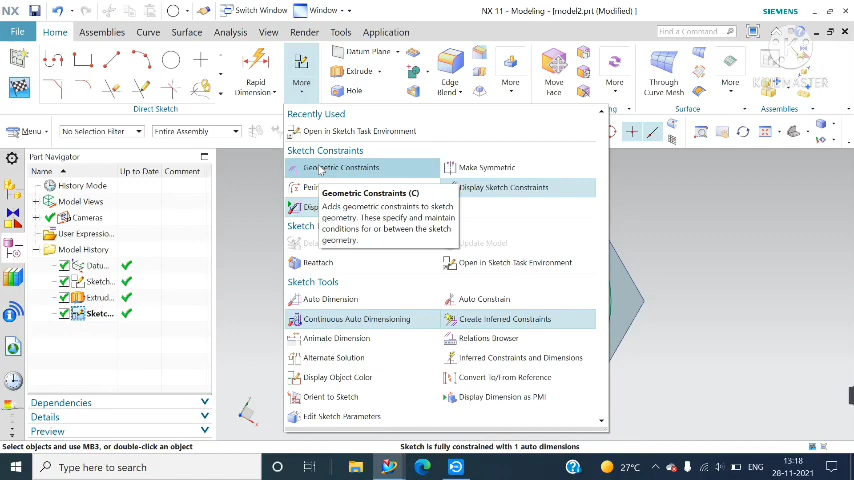 NX
Switch Window
Window
NX 11 - Modeling - [model2.prt (Modified) ]
SIEMENS
File
Home
Assemblies
Curve
Surface
Analysis
View
Render
Tools
Application
Find a Command
Direct Sketch
Rapid
Dimension
More
Datum Plane
Extrude
Hole
Edge
Blend
More
Move
Face
More
Through
Curve Mesh
More
Surface
Assemblies
Menu
No Selection Filter
Entire Assembly
Part Navigator
Name
Up to Date
Comment
History Mode
Model Views
Cameras
User Expressio...
Model History
Datu...
Sketch...
Extrud...
Sketc...
Dependencies
Details
Preview
Recently Used
Open in Sketch Task Environment
Sketch Constraints
Geometric Constraints
Make Symmetric
Display Sketch Constraints
Geometric Constraints (C)
Adds geometric constraints to sketch
geometry. These specify and maintain
conditions for or between the sketch
geometry.
Update Model
Reattach
Open in Sketch Task Environment
Sketch Tools
Auto Dimension
Auto Constrain
Continuous Auto Dimensioning
Create Inferred Constraints
Animate Dimension
Relations Browser
Alternate Solution
Inferred Constraints and Dimensions
Display Object Color
Convert To/From Reference
Orient to Sketch
Display Dimension as PMI
Edit Sketch Parameters
Select objects and use MB3, or double-click an object
Sketch is fully constrained with 1 auto dimensions
Type here to search
27°C
ENG
13:18
28-11-2021